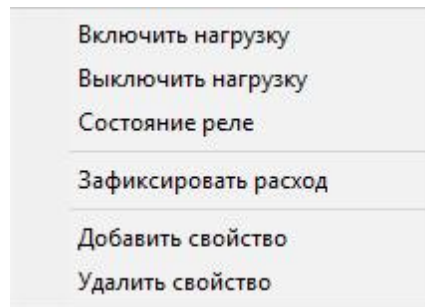 Включить нагрузку
Выключить нагрузку
Состояние реле
Зафиксировать расход
Добавить свойство
Удалить свойство